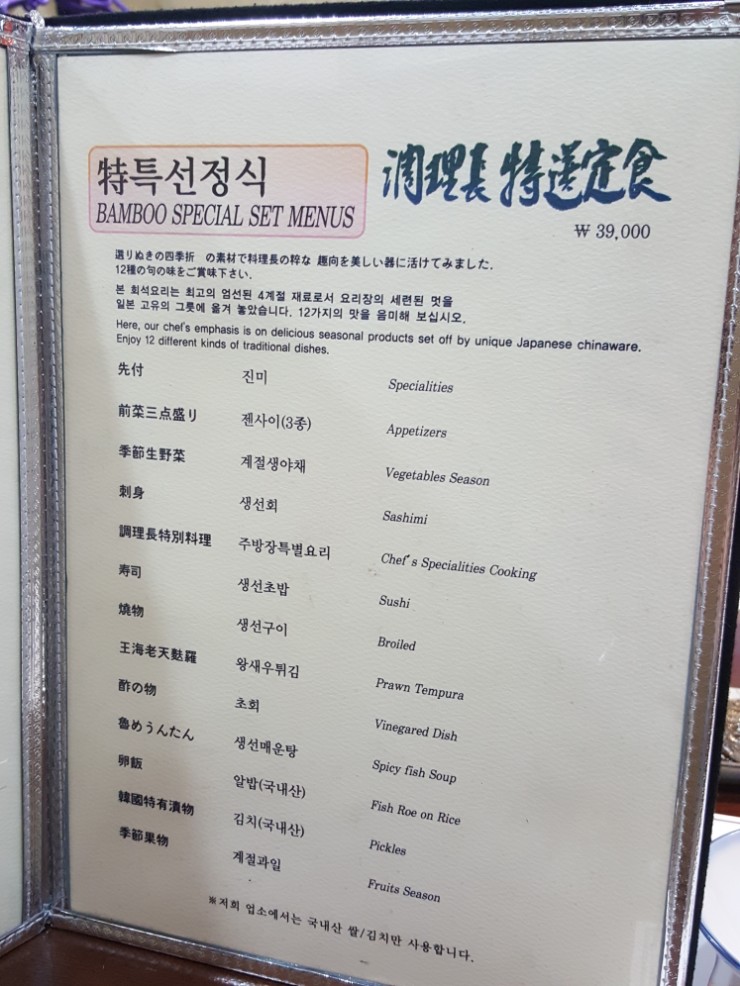 特특선정식
BAMBOO SPECIAL SET MENUS
調理長 特選定食
₩ 39,000
選りぬきの四季折 の素材で料理長の粋な 趣向を美しい器に活けてみました.
12種の旬の味をご賞味下さい.
본 회석요리는 최고의 엄선된 4계절 재료로서 요리장의 세련된 멋을
일본 고유의 그릇에 옮겨 놓았습니다. 12가지의 맛을 음미해 보십시오.
Here, our chef's emphasis is on delicious seasonal products set off by unique Japanese chinaware.
Enjoy 12 different kinds of traditional dishes.
先付 진미 Specialities
前菜三点盛り 젠사이(3종) Appetizers
季節生野菜 계절생야채 Vegetables Season
刺身 생선회 Sashimi
調理長特別料理 주방장특별요리 Chef's Specialities Cooking
寿司 생선초밥 Sushi
燒物 생선구이 Broiled
王海老天麩羅 왕새우튀김 Prawn Tempura
酢の物 초회 Vinegared Dish
魯めうんたん 생선매운탕 Spicy fish Soup
卵飯 알밥(국내산) Fish Roe on Rice
韓國特有漬物 김치(국내산) Pickles
季節果物 계절과일 Fruits Season
※저희 업소에서는 국내산 쌀/김치만 사용합니다.